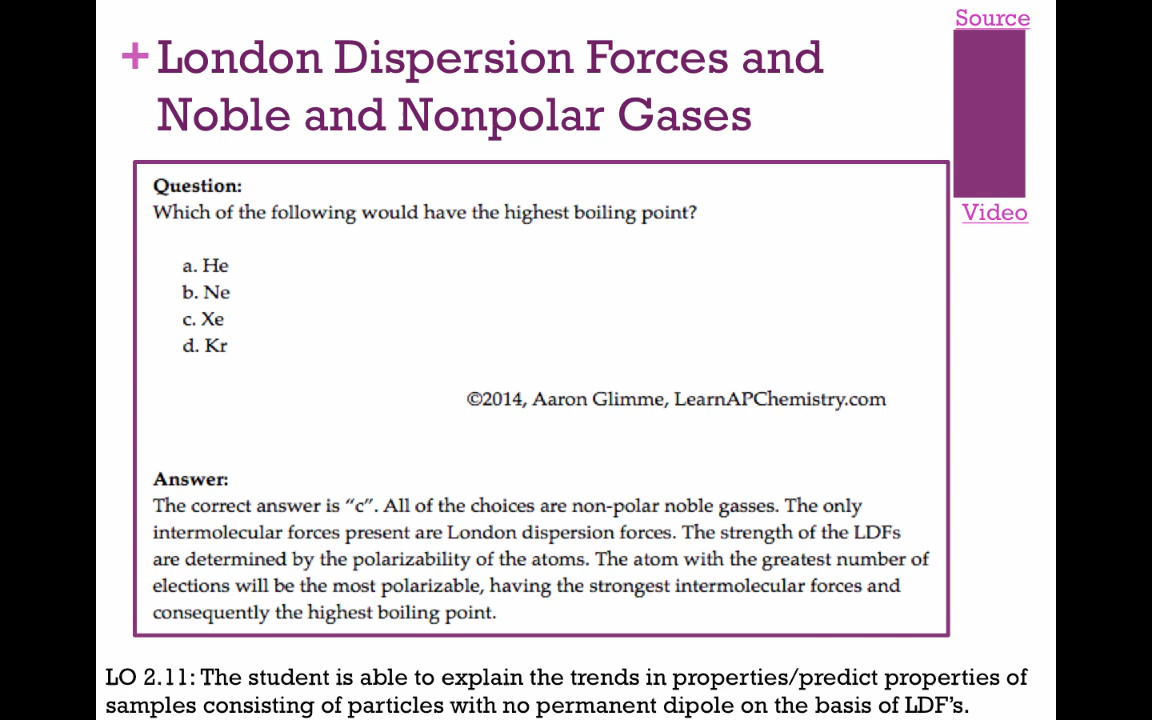 Source
+ London Dispersion Forces and
Noble and Nonpolar Gases
Video
Question:
Which of the following would have the highest boiling point?
a. He
b. Ne
c. Xe
d. Kr
©2014, Aaron Glimme, LearnAPChemistry.com
Answer:
The correct answer is “c”. All of the choices are non-polar noble gasses. The only
intermolecular forces present are London dispersion forces. The strength of the LDFs
are determined by the polarizability of the atoms. The atom with the greatest number of
elections will be the most polarizable, having the strongest intermolecular forces and
consequently the highest boiling point.
LO 2.11: The student is able to explain the trends in properties/predict properties of
samples consisting of particles with no permanent dipole on the basis of LDF’s.